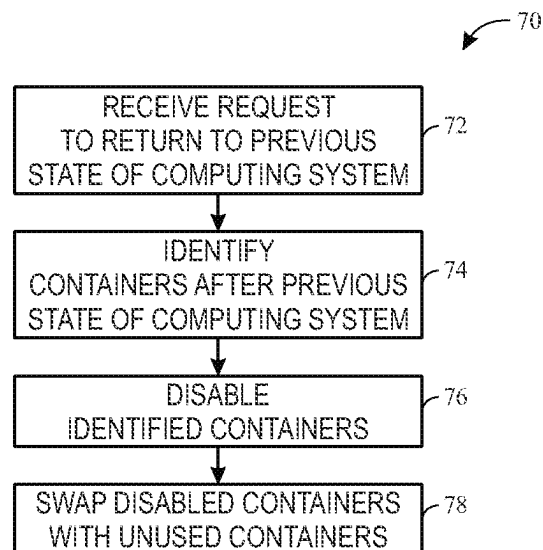 70
RECEIVE REQUEST
TO RETURN TO PREVIOUS
STATE OF COMPUTING SYSTEM
72
IDENTIFY
CONTAINERS AFTER PREVIOUS
STATE OF COMPUTING SYSTEM
74
DISABLE
IDENTIFIED CONTAINERS
76
SWAP DISABLED CONTAINERS
WITH UNUSED CONTAINERS
78